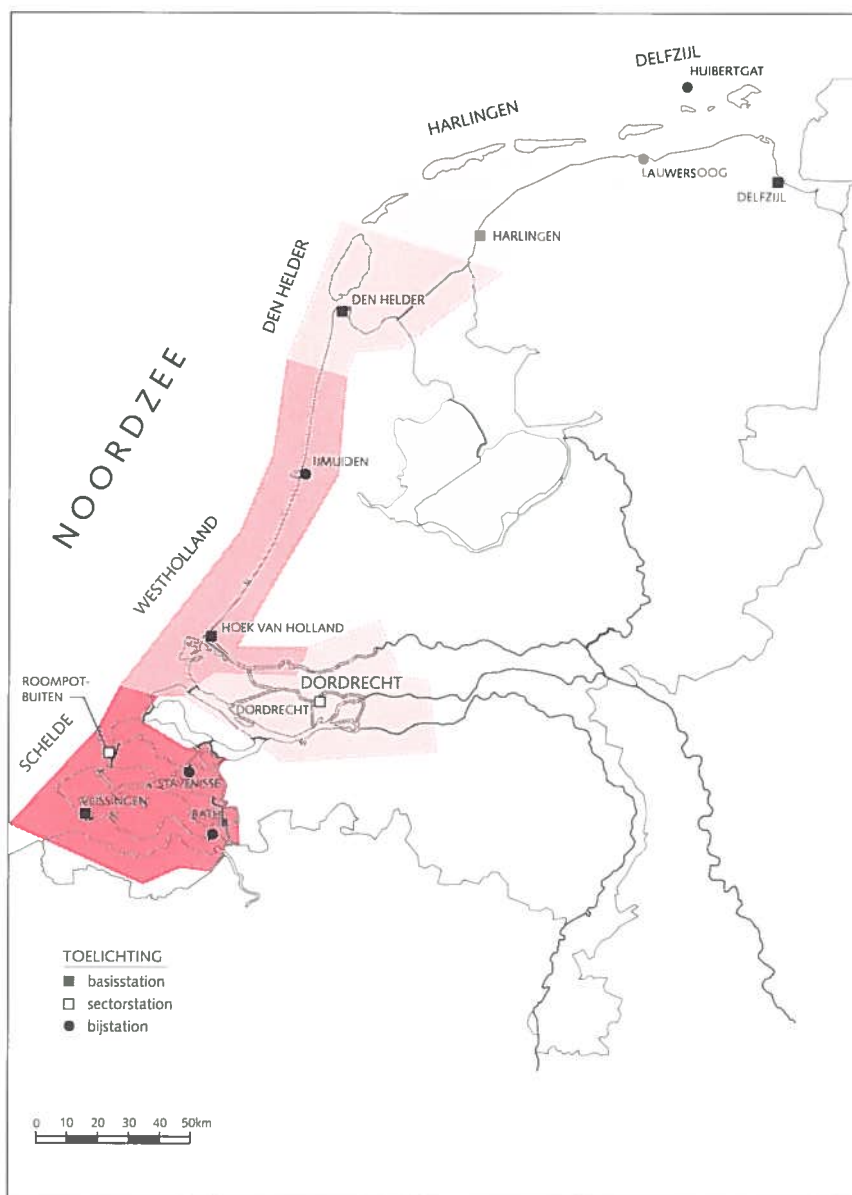 DELFZIJL
HUIBERTGAT
HARLINGEN
LAUWERSOOG
DELFZIJL
HARLINGEN
DEN HELDER
DEN HELDER
NOORDZEE
IJMUIDEN
WESTHOLLAND
HOEK VAN HOLLAND
ROOMPOT-
BUITEN
DORDRECHT
DORDRECHT
SCHELDE
STAVENISSE
VLISSINGEN
BATH
TOELICHTING
basisstation
sectorstation
bijstation
0 10 20 30 40 50km